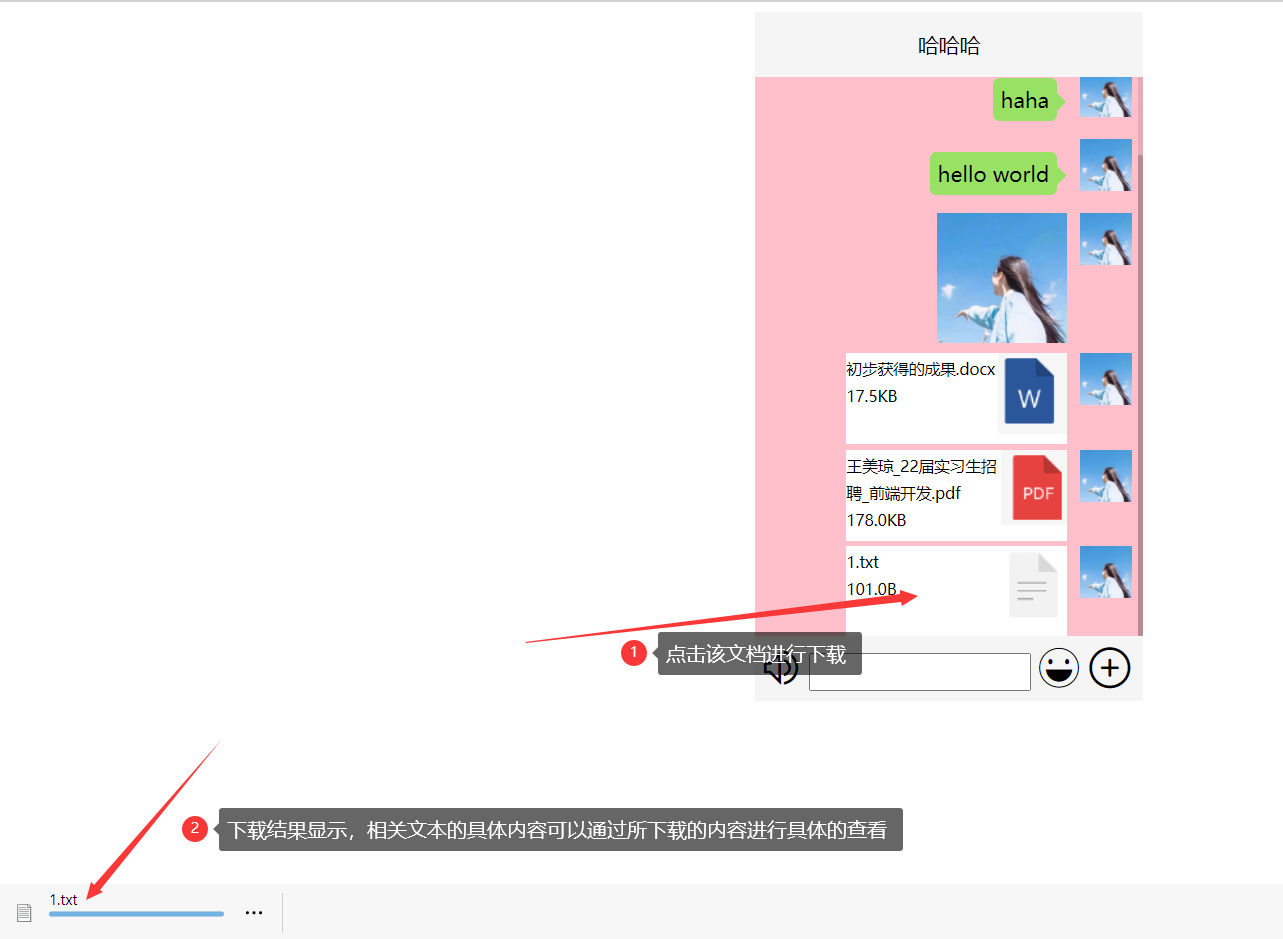 哈哈哈
haha
hello world
初步获得的成果.docx
17.5KB
W
王美琼_22届实习生招
聘_前端开发.pdf
178.0KB
PDF
1.txt
101.0B
1
点击该文档进行下载
2
下载结果显示，相关文本的具体内容可以通过所下载的内容进行具体的查看
1.txt